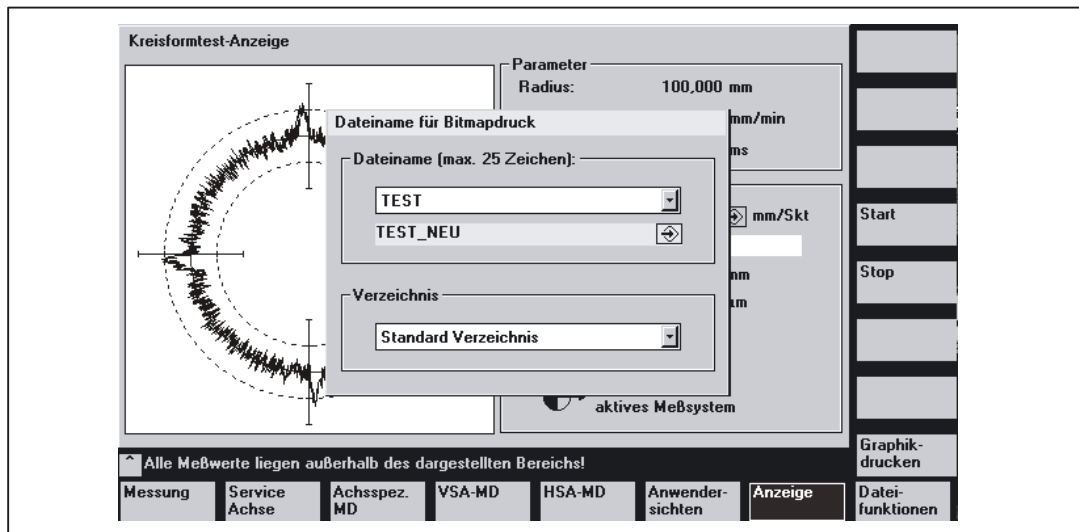 Kreisformtest-Anzeige
Parameter
Radius: 100,000 mm
mm/min
ms
Dateiname für Bitmapdruck
Dateiname (max. 25 Zeichen):
TEST
TEST_NEU
mm/Skt
Verzeichnis
Standard Verzeichnis
aktives Meßsystem
Start
Stop
Graphik-
drucken
^ Alle Meßwerte liegen außerhalb des dargestellten Bereichs!
Messung
Service
Achse
Achsspez.
MD
VSA-MD
HSA-MD
Anwender-
sichten
Anzeige
Datei-
funktionen